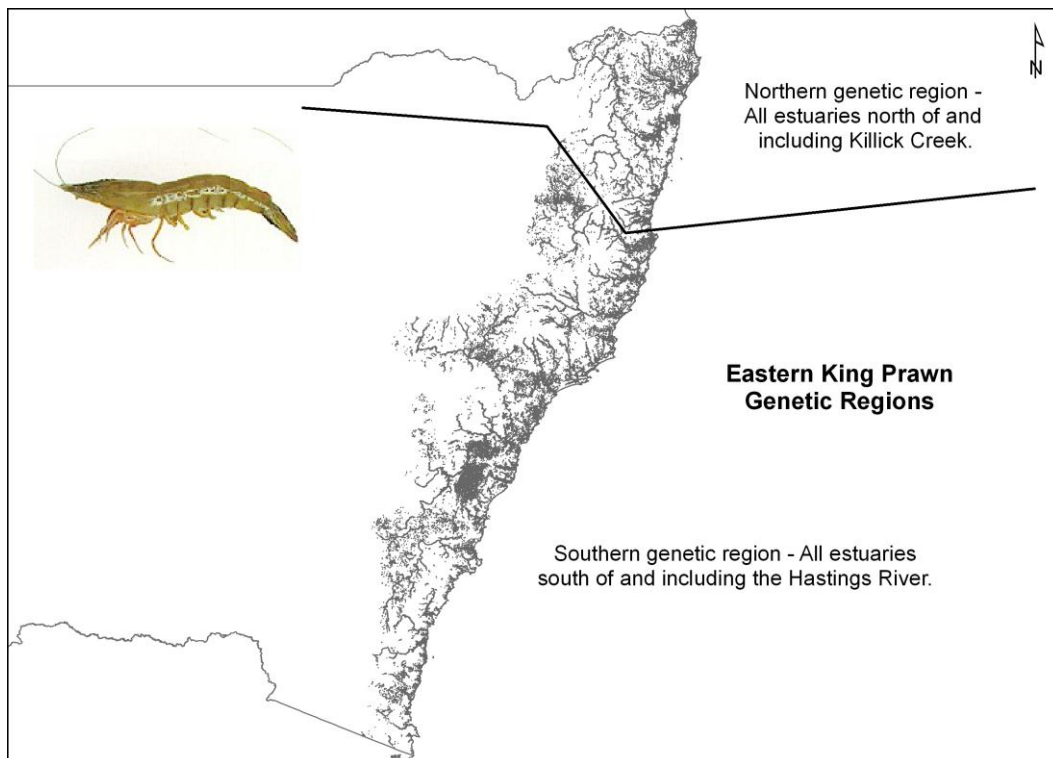 N
Northern genetic region -
All estuaries north of and
including Killick Creek.
Eastern King Prawn
Genetic Regions
Southern genetic region - All estuaries
south of and including the Hastings River.